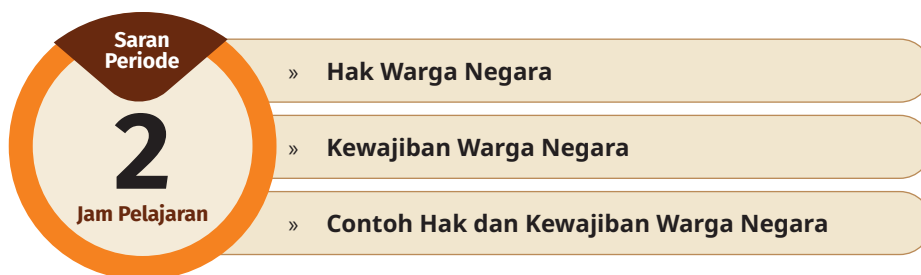 Saran
Periode
2
Jam Pelajaran
» Hak Warga Negara
» Kewajiban Warga Negara
» Contoh Hak dan Kewajiban Warga Negara